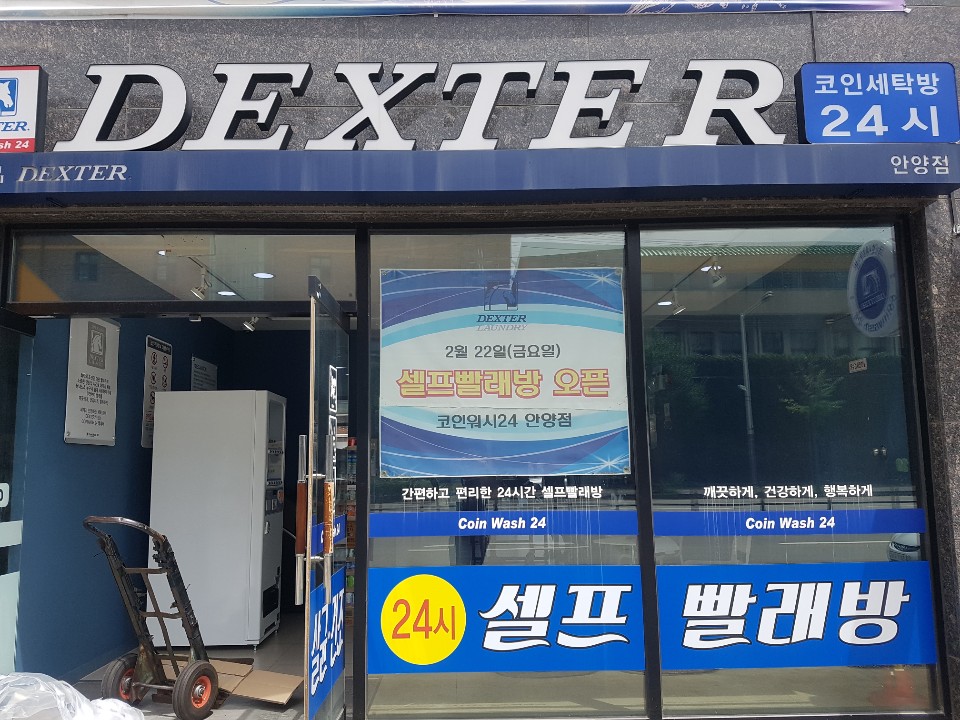 DEXTER
코인세탁방
24시
TER.
sh 24
DEXTER
안양점
DEXTER
LAUNDRY
2월 22일(금요일)
셀프빨래방 오픈
코인워시24 안양점
간편하고 편리한 24시간 셀프빨래방
깨끗하게, 건강하게, 행복하게
Coin Wash 24
Coin Wash 24
24시 셀프 빨래방